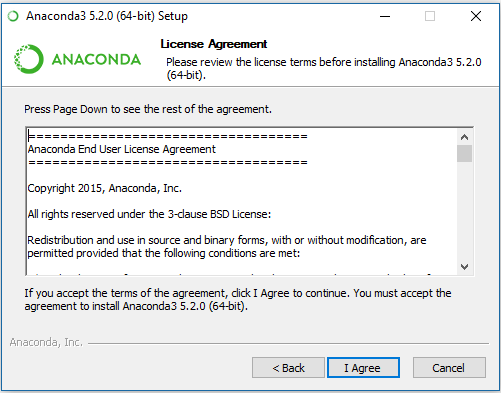 Anaconda3 5.2.0 (64-bit) Setup
License Agreement
Please review the license terms before installing Anaconda3 5.2.0
(64-bit).
ANACONDA
Press Page Down to see the rest of the agreement.
====================================
Anaconda End User License Agreement
====================================
Copyright 2015, Anaconda, Inc.
All rights reserved under the 3-clause BSD License:
Redistribution and use in source and binary forms, with or without modification, are
permitted provided that the following conditions are met:
If you accept the terms of the agreement, click I Agree to continue. You must accept the
agreement to install Anaconda3 5.2.0 (64-bit).
Anaconda, Inc.
< Back
I Agree
Cancel